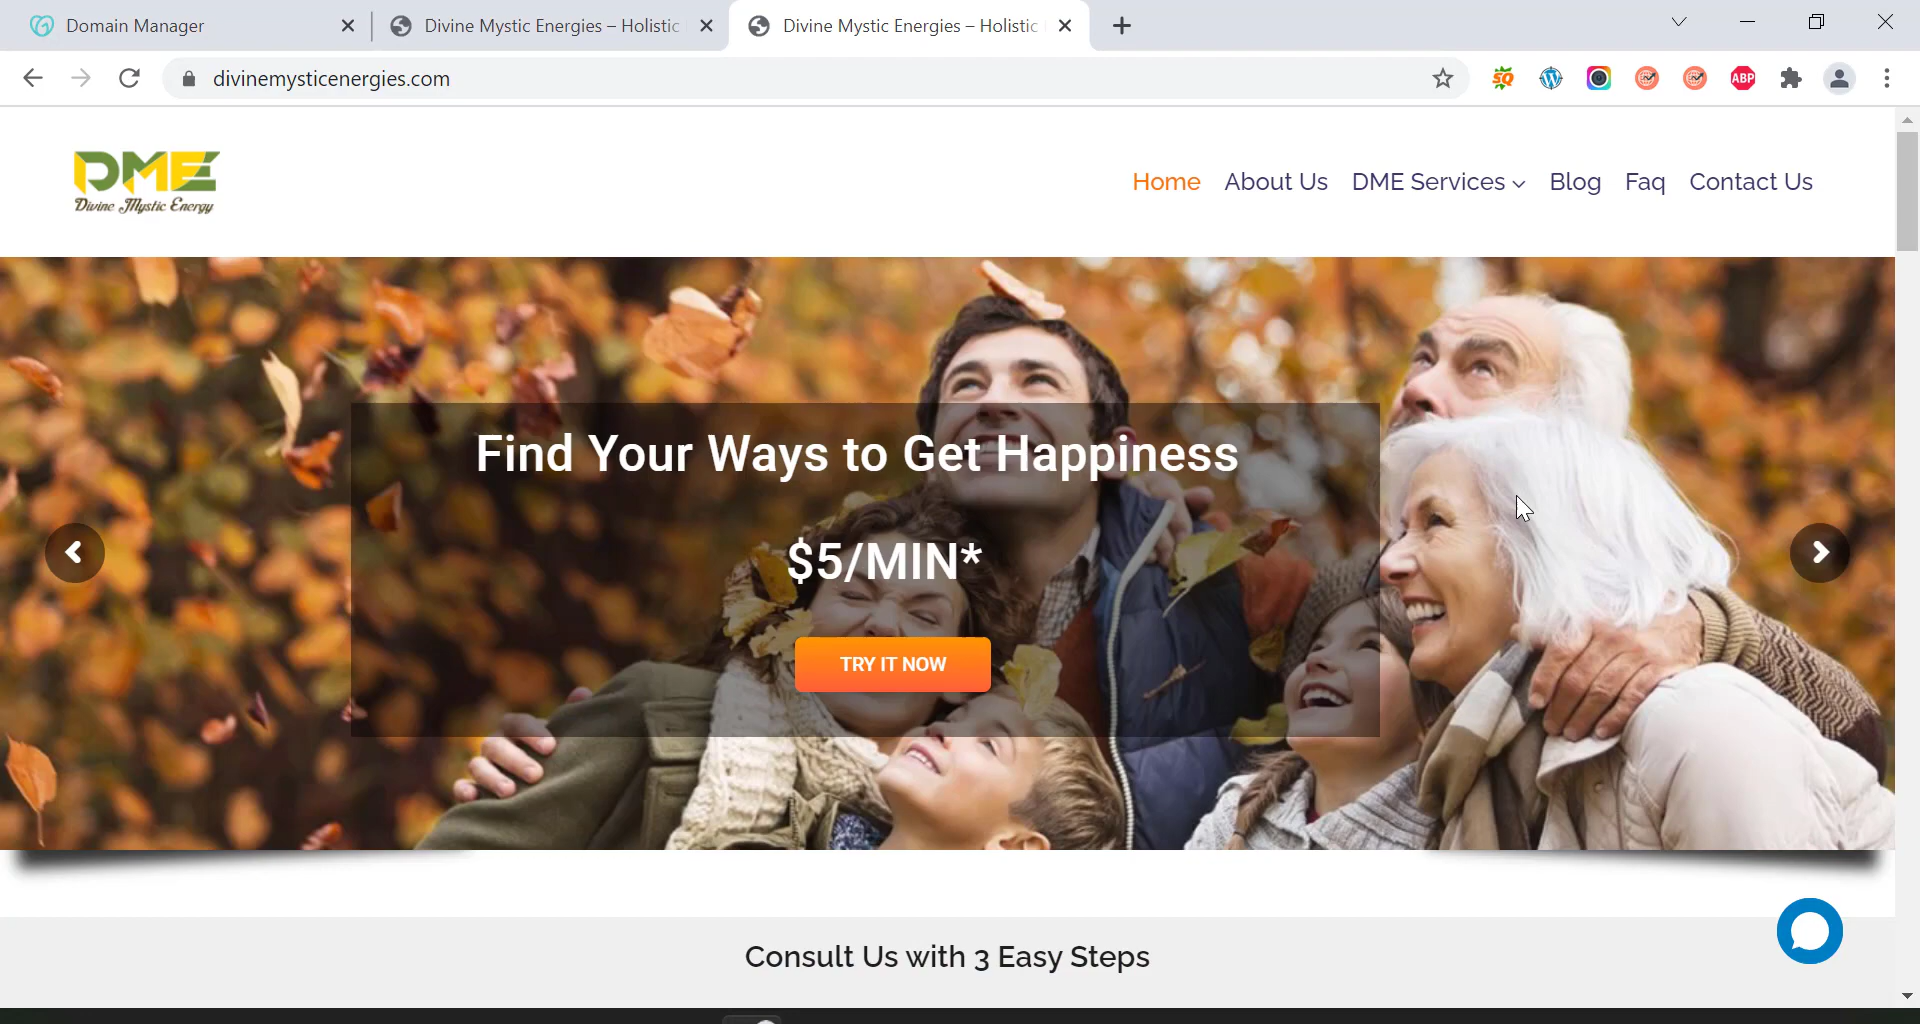 Domain Manager
Divine Mystic Energies – Holistic
Divine Mystic Energies – Holistic
divinemysticenergies.com
SQ
ABP
DME
Divine Mystic Energy
Home
About Us
DME Services
Blog
Faq
Contact Us
Find Your Ways to Get Happiness
$5/MIN*
TRY IT NOW
Consult Us with 3 Easy Steps